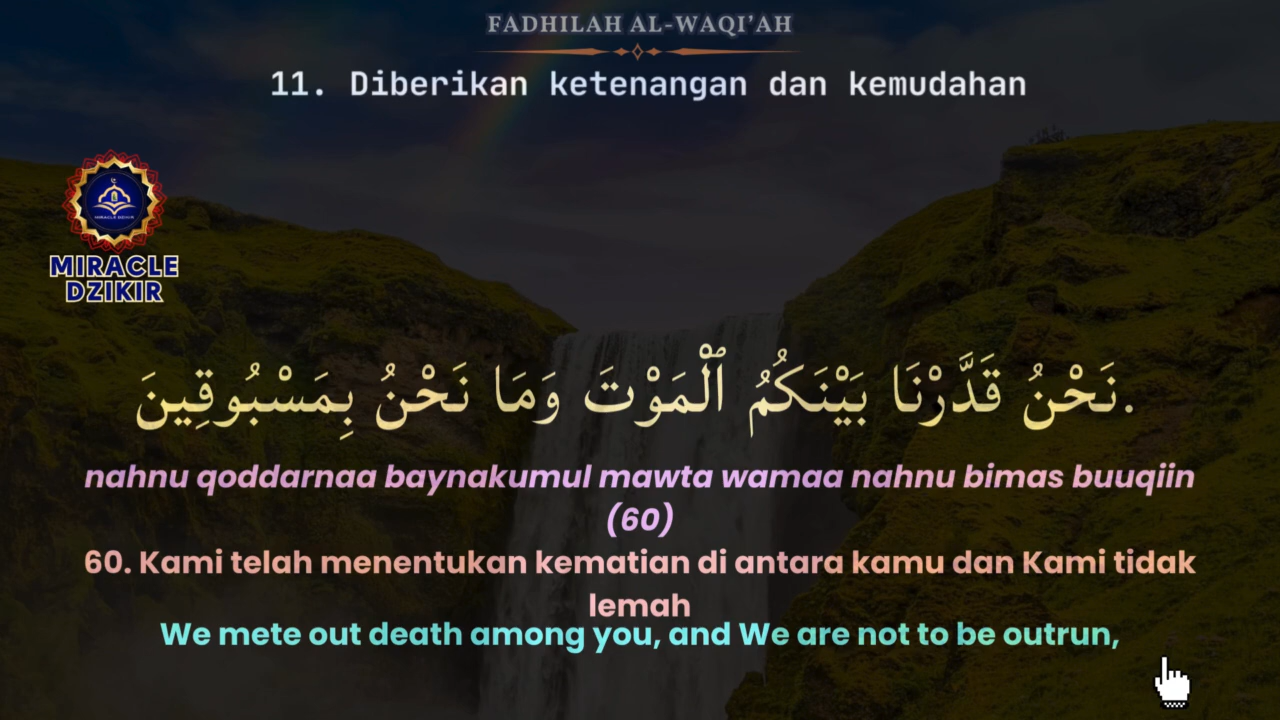 FADHILAH AL-WAQI'AH
11. Diberikan ketenangan dan kemudahan
MIRACLE
DZIKIR
نَحْنُ قَدَّرْنَا بَيْنَكُمُ ٱلْمَوْتَ وَمَا نَحْنُ بِمَسْبُوقِينَ.
nahnu qoddarnaa baynakumul mawta wamaa nahnu bimas buuqiin
(60)
60. Kami telah menentukan kematian di antara kamu dan Kami tidak
lemah
We mete out death among you, and We are not to be outrun,